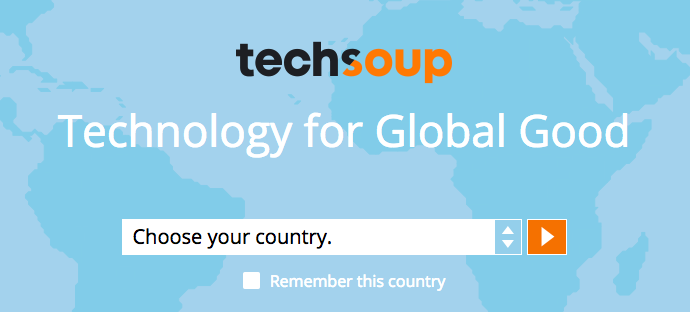 techsoup
Technology for Global Good
Choose your country.
Remember this country